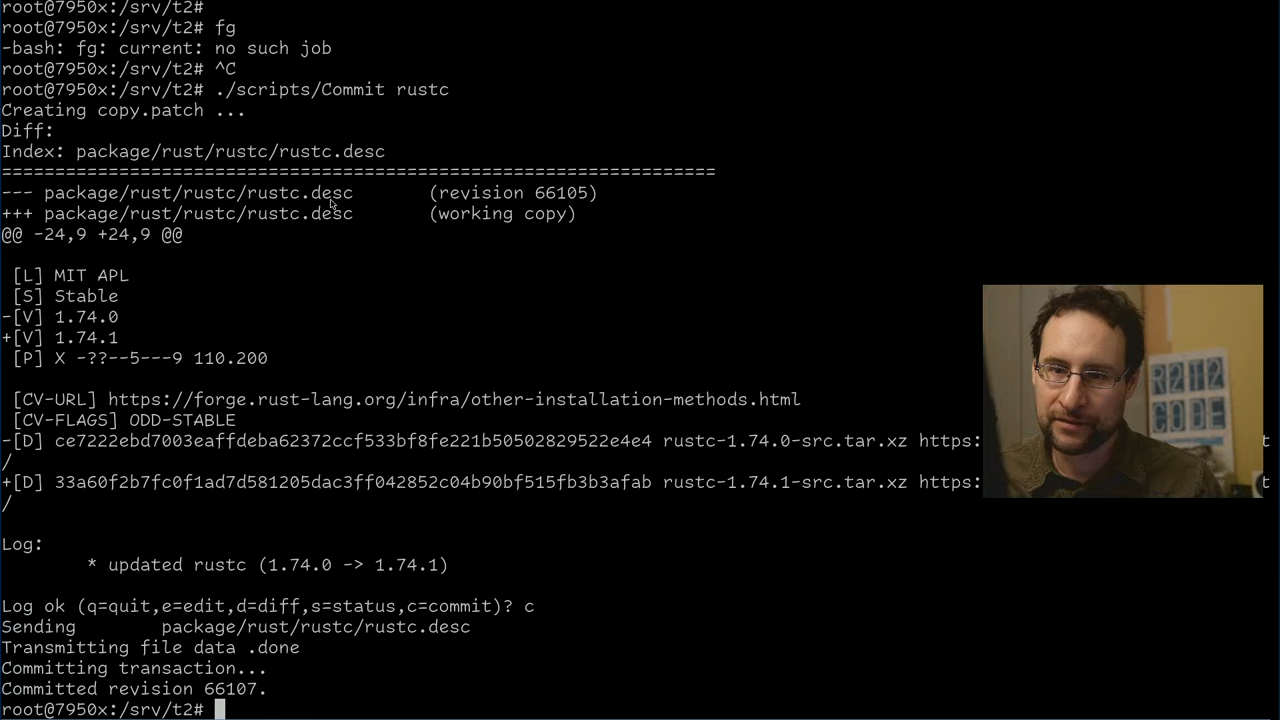 root@7950x:/srv/t2#
root@7950x:/srv/t2# fg
-bash: fg: current: no such job
root@7950x:/srv/t2# ^C
root@7950x:/srv/t2# ./scripts/Commit rustc
Creating copy.patch ...
Diff:
Index: package/rust/rustc/rustc.desc
===================================================================
--- package/rust/rustc/rustc.desc (revision 66105)
+++ package/rust/rustc/rustc.desc (working copy)
@@ -24,9 +24,9 @@
[L] MIT APL
[S] Stable
-[V] 1.74.0
+[V] 1.74.1
[P] X -??--5---9 110.200
[CV-URL] https://forge.rust-lang.org/infra/other-installation-methods.html
[CV-FLAGS] ODD-STABLE
-[D] ce7222ebd7003eaffdeba62372ccf533bf8fe221b50502829522e4e4 rustc-1.74.0-src.tar.xz https: t
/
+[D] 33a60f2b7fc0f1ad7d581205dac3ff042852c04b90bf515fb3b3afab rustc-1.74.1-src.tar.xz https: t
/
Log:
* updated rustc (1.74.0 -> 1.74.1)
Log ok (q=quit,e=edit,d=diff,s=status,c=commit)? c
Sending package/rust/rustc/rustc.desc
Transmitting file data .done
Committing transaction...
Committed revision 66107.
root@7950x:/srv/t2#
R2T2
CODE